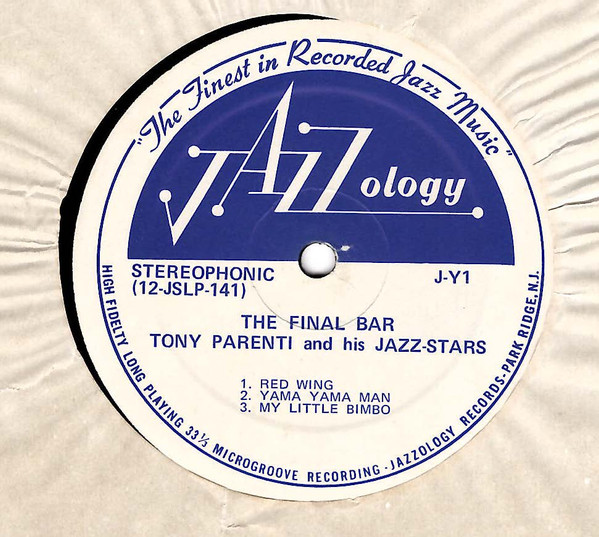 "The Finest in Recorded Jazz Music"
JAZZology
STEREOPHONIC
(12-JSLP-141)
J-Y1
THE FINAL BAR
TONY PARENTI and his JAZZ-STARS
1. RED WING
2. YAMA YAMA MAN
3. MY LITTLE BIMBO
HIGH FIDELTY LONG PLAYING 33⅓ MICROGROOVE RECORDING - JAZZOLOGY RECORDS-PARK RIDGE, N.J.